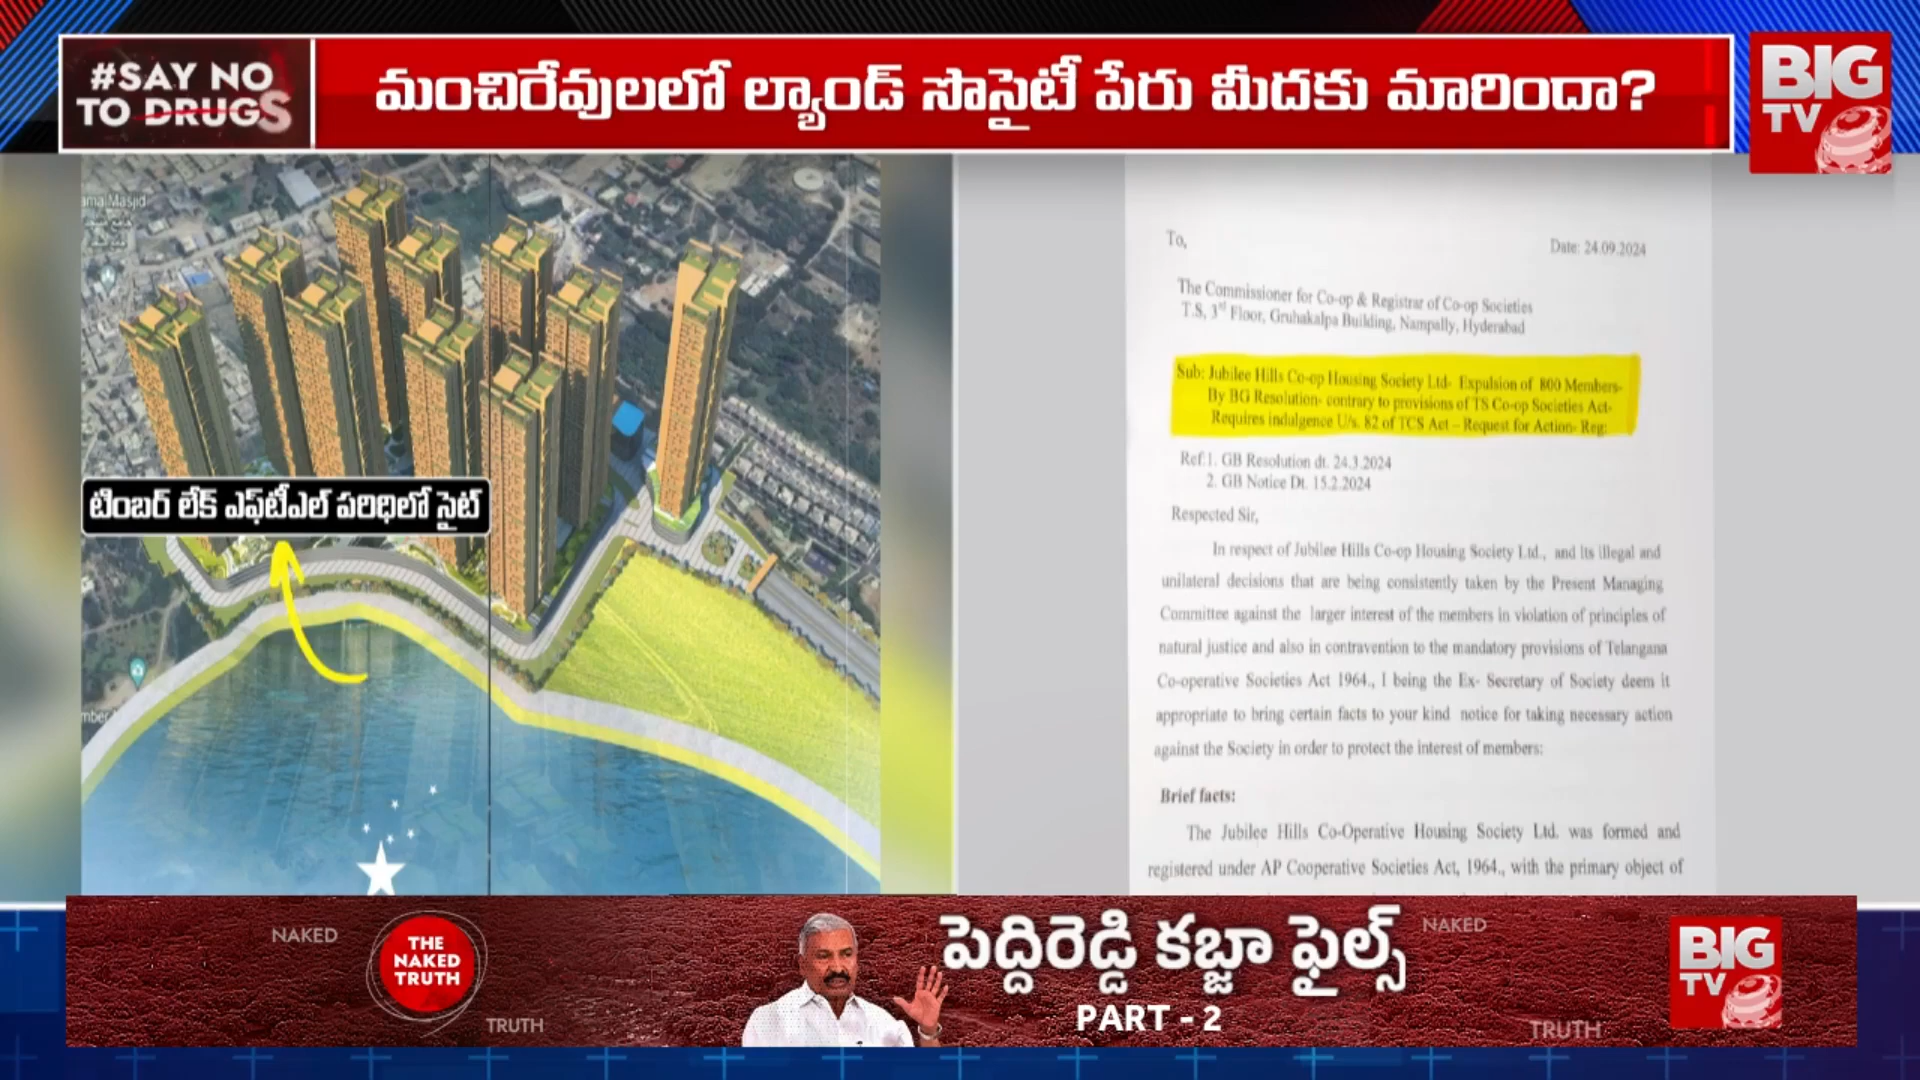 #SAY NO
TO DRUGS
మంచిరేవులలో ల్యాండ్ సొసైటీ పేరు మీదకు మారిందా?
BIG
TV
ama Masjid
టింబర్ లేక్ ఎఫ్‌టీఎల్ పరిధిలో సైట్
mber
To,
Date: 24.09.2024
The Commissioner for Co-op & Registrar of Co-op Societies
T.S, 3rd Floor, Gruhakalpa Building, Nampally, Hyderabad
Sub: Jubilee Hills Co-op Housing Society Ltd- Expulsion of 800 Members-
By BG Resolution- contrary to provisions of TS Co-op Societies Act-
Requires indulgence U/s. 82 of TCS Act – Request for Action- Reg:
Ref:1. GB Resolution dt. 24.3.2024
2. GB Notice Dt. 15.2.2024
Respected Sir,
In respect of Jubilee Hills Co-op Housing Society Ltd., and its illegal and
unilateral decisions that are being consistently taken by the Present Managing
Committee against the larger interest of the members in violation of principles of
natural justice and also in contravention to the mandatory provisions of Telangana
Co-operative Societies Act 1964., I being the Ex- Secretary of Society deem it
appropriate to bring certain facts to your kind notice for taking necessary action
against the Society in order to protect the interest of members:
Brief facts:
The Jubilee Hills Co-Operative Housing Society Ltd. was formed and
registered under AP Cooperative Societies Act, 1964., with the primary object of
NAKED
THE
NAKED
TRUTH
TRUTH
పెద్దిరెడ్డి కబ్జా ఫైల్స్
PART - 2
NAKED
TRUTH
BIG
TV